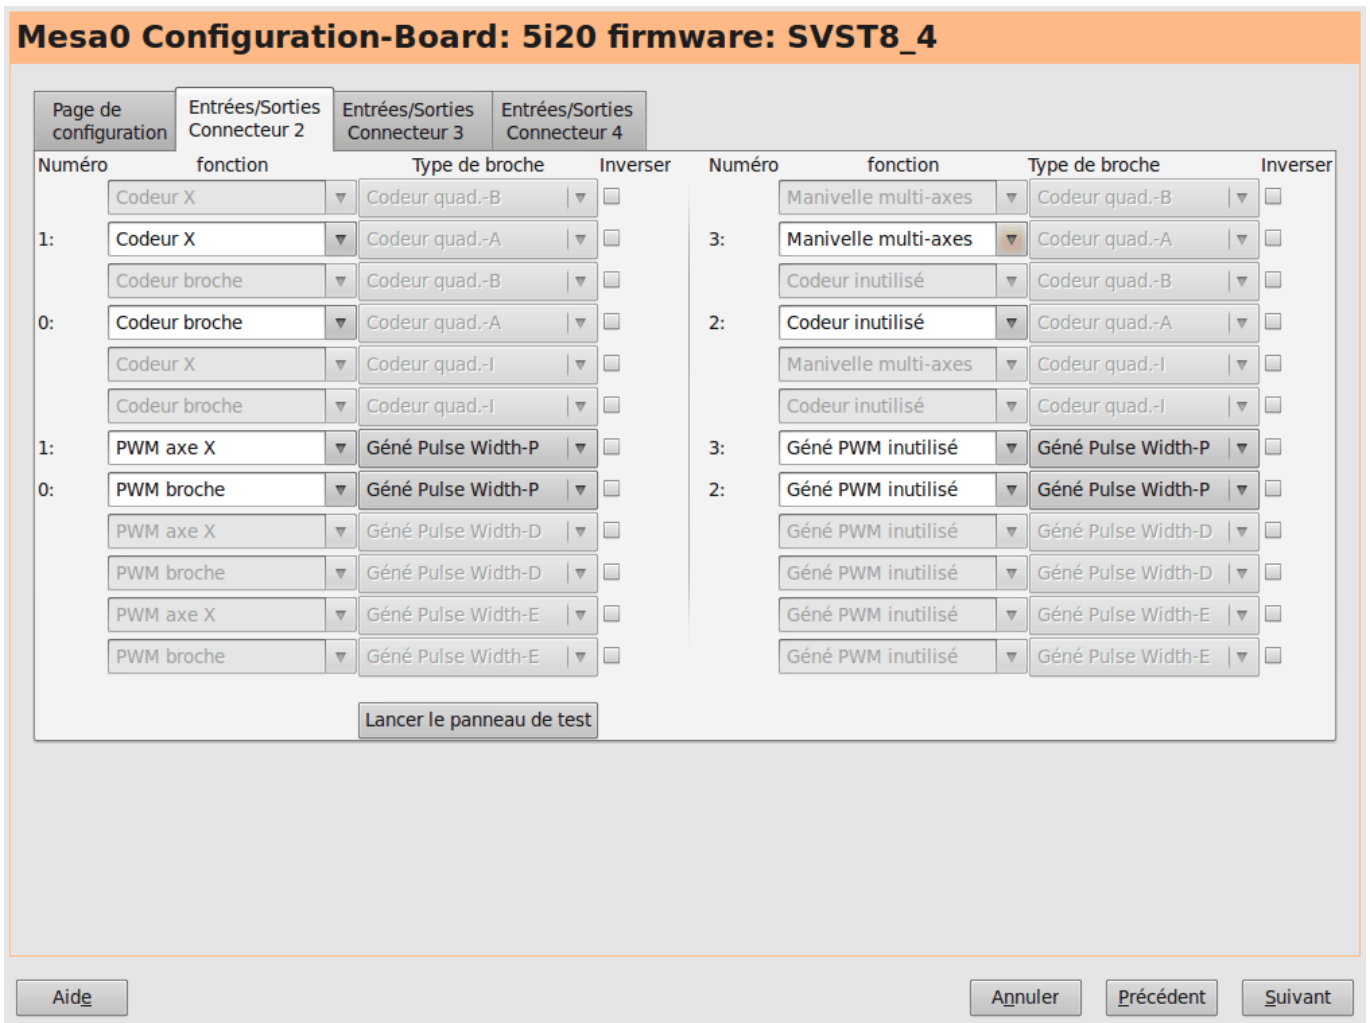 Mesa0 Configuration-Board: 5i20 firmware: SVST8_4
Page de
configuration
Entrées/Sorties
Connecteur 2
Entrées/Sorties
Connecteur 3
Entrées/Sorties
Connecteur 4
Numéro fonction Type de broche Inverser Numéro fonction Type de broche Inverser
Codeur X Codeur quad.-B Manivelle multi-axes Codeur quad.-B
1: Codeur X Codeur quad.-A 3: Manivelle multi-axes Codeur quad.-A
Codeur broche Codeur quad.-B Codeur inutilisé Codeur quad.-B
0: Codeur broche Codeur quad.-A 2: Codeur inutilisé Codeur quad.-A
Codeur X Codeur quad.-I Manivelle multi-axes Codeur quad.-I
Codeur broche Codeur quad.-I Codeur inutilisé Codeur quad.-I
1: PWM axe X Géné Pulse Width-P 3: Géné PWM inutilisé Géné Pulse Width-P
0: PWM broche Géné Pulse Width-P 2: Géné PWM inutilisé Géné Pulse Width-P
PWM axe X Géné Pulse Width-D Géné PWM inutilisé Géné Pulse Width-D
PWM broche Géné Pulse Width-D Géné PWM inutilisé Géné Pulse Width-D
PWM axe X Géné Pulse Width-E Géné PWM inutilisé Géné Pulse Width-E
PWM broche Géné Pulse Width-E Géné PWM inutilisé Géné Pulse Width-E
Lancer le panneau de test
Aide Annuler Précédent Suivant